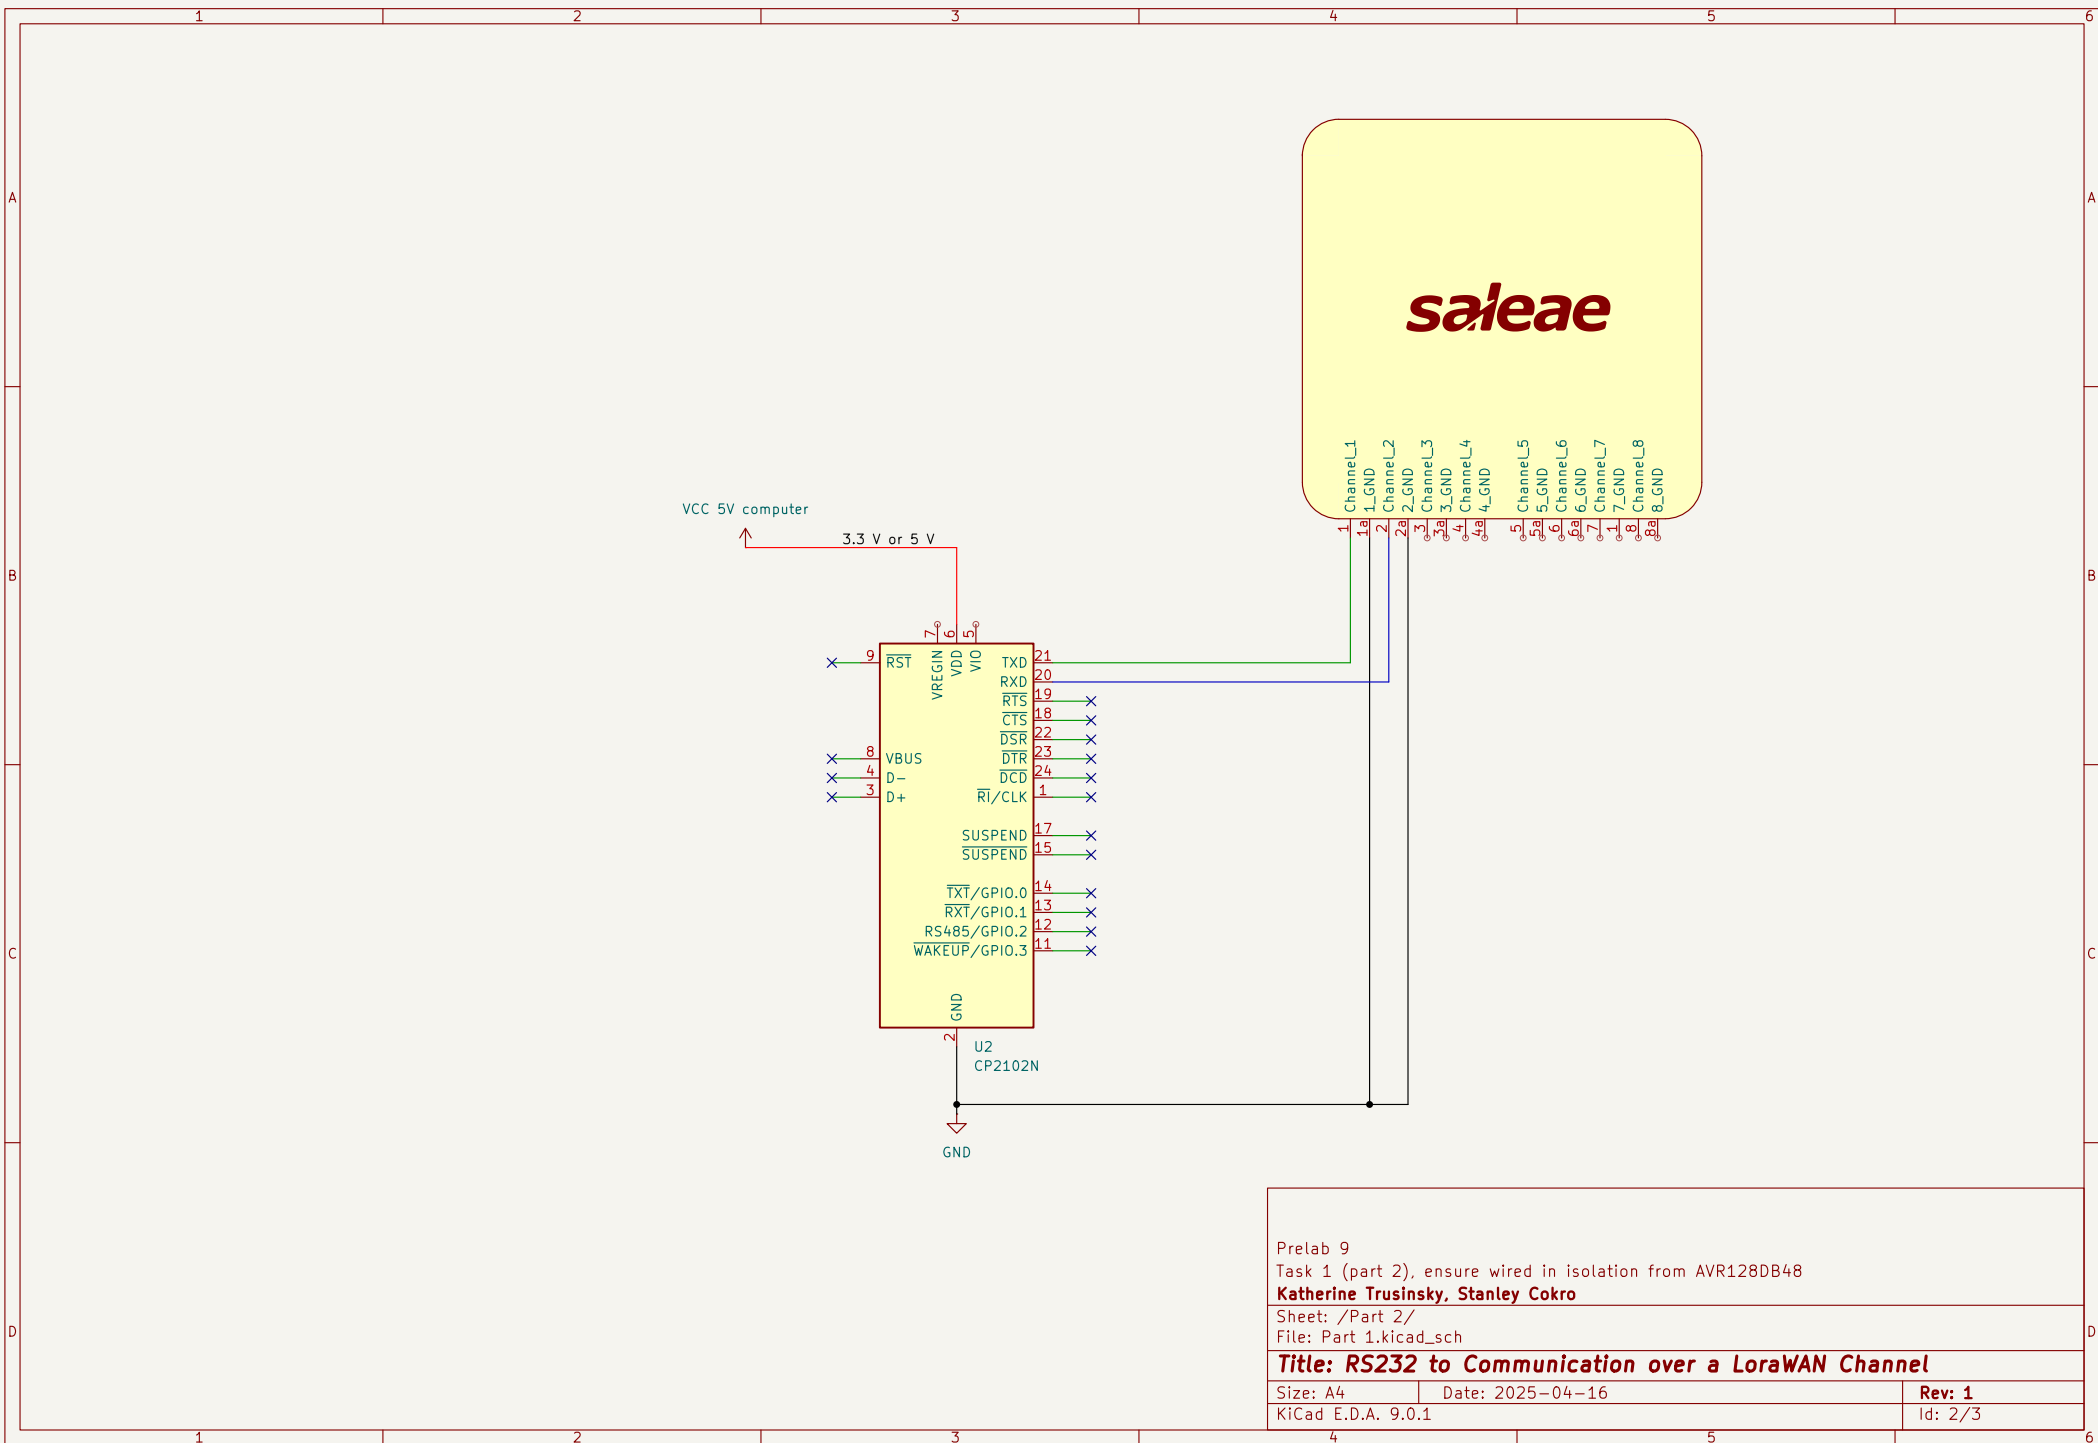 1 2 3 4 5 6
A A
saleae
Channel_1 1_GND Channel_2 2_GND Channel_3 3_GND Channel_4 4_GND Channel_5 5_GND Channel_6 6_GND Channel_7 7_GND Channel_8 8_GND
1 1a 2 2a 3 3a 4 4a 5 5a 6 6a 7 1 8 8a
VCC 5V computer
3.3 V or 5 V
B B
7 6 5
VREGIN VDD VIO
9 RST TXD 21
RXD 20
RTS 19
CTS 18
DSR 22
8 VBUS DTR 23
4 D- DCD 24
3 D+ RI/CLK 1
SUSPEND 17
SUSPEND 15
TXT/GPIO.0 14
RXT/GPIO.1 13
RS485/GPIO.2 12
WAKEUP/GPIO.3 11
C C
GND
2
U2
CP2102N
GND
Prelab 9
Task 1 (part 2), ensure wired in isolation from AVR128DB48
Katherine Trusinsky, Stanley Cokro
Sheet: /Part 2/
File: Part 1.kicad_sch
D D
Title: RS232 to Communication over a LoraWAN Channel
Size: A4 Date: 2025-04-16 Rev: 1
KiCad E.D.A. 9.0.1 Id: 2/3
1 2 3 4 5 6